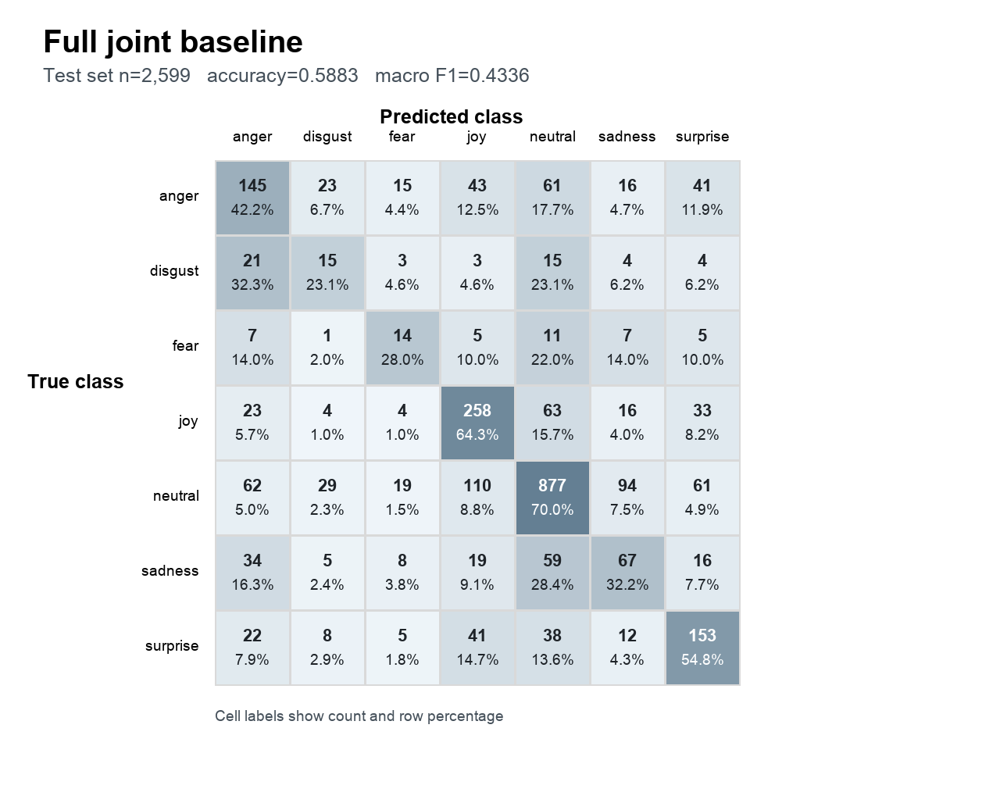 Full joint baseline
Test set n=2,599 accuracy=0.5883 macro F1=0.4336
Predicted class
anger disgust fear joy neutral sadness surprise
anger 145 23 15 43 61 16 41
42.2% 6.7% 4.4% 12.5% 17.7% 4.7% 11.9%
disgust 21 15 3 3 15 4 4
32.3% 23.1% 4.6% 4.6% 23.1% 6.2% 6.2%
fear 7 1 14 5 11 7 5
14.0% 2.0% 28.0% 10.0% 22.0% 14.0% 10.0%
True class
joy 23 4 4 258 63 16 33
5.7% 1.0% 1.0% 64.3% 15.7% 4.0% 8.2%
neutral 62 29 19 110 877 94 61
5.0% 2.3% 1.5% 8.8% 70.0% 7.5% 4.9%
sadness 34 5 8 19 59 67 16
16.3% 2.4% 3.8% 9.1% 28.4% 32.2% 7.7%
surprise 22 8 5 41 38 12 153
7.9% 2.9% 1.8% 14.7% 13.6% 4.3% 54.8%
Cell labels show count and row percentage